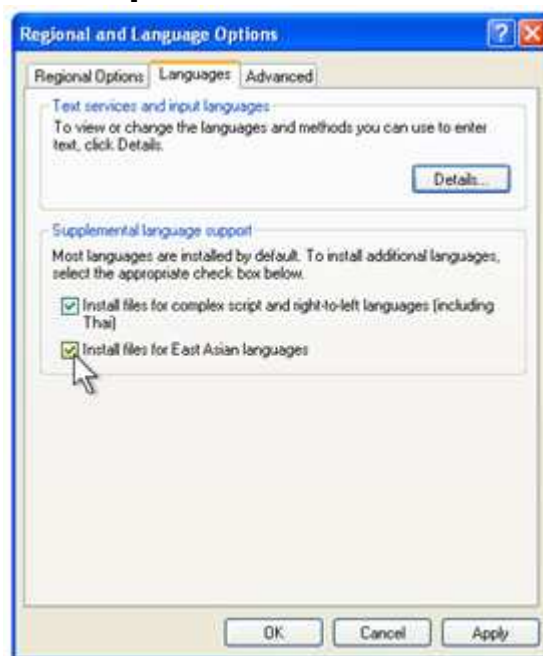 Regional and Language Options
Regional Options Languages Advanced
Text services and input languages
To view or change the languages and methods you can use to enter
text, click Details.
Details...
Supplemental language support
Most languages are installed by default. To install additional languages,
select the appropriate check box below.
Install files for complex script and right-to-left languages (including
Thai)
Install files for East Asian languages
OK Cancel Apply